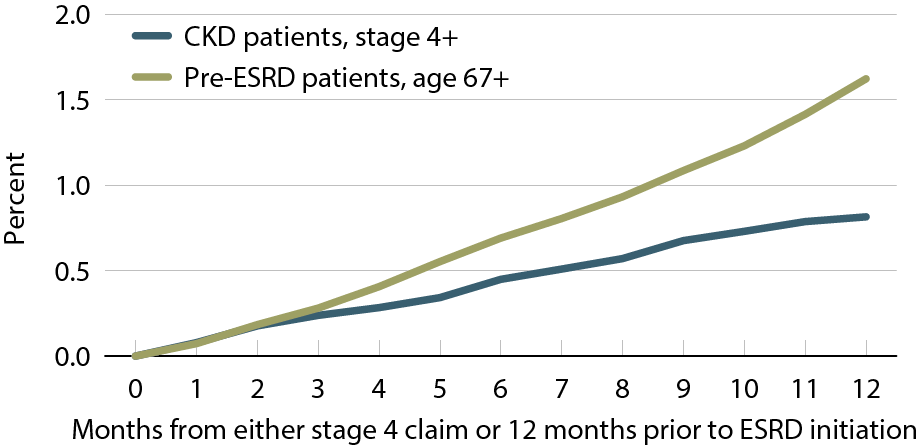 2.0
CKD patients, stage 4+
Pre-ESRD patients, age 67+
1.5
1.0
0.5
0.0
Percent
0 1 2 3 4 5 6 7 8 9 10 11 12
Months from either stage 4 claim or 12 months prior to ESRD initiation